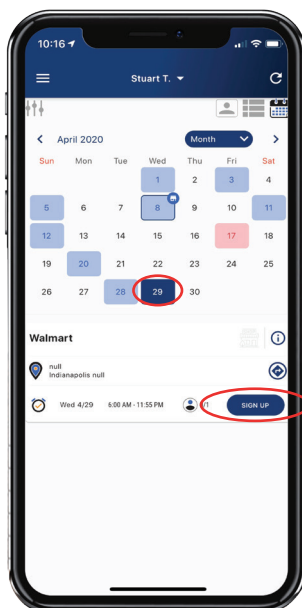 10:16
Stuart T.
April 2020
Month
Sun Mon Tue Wed Thu Fri Sat
1 2 3 4
5 6 7 8 9 10 11
12 13 14 15 16 17 18
19 20 21 22 23 24 25
26 27 28 29 30
Walmart
null
Indianapolis null
Wed 4/29 6:00 AM - 11:55 PM /1 SIGN UP